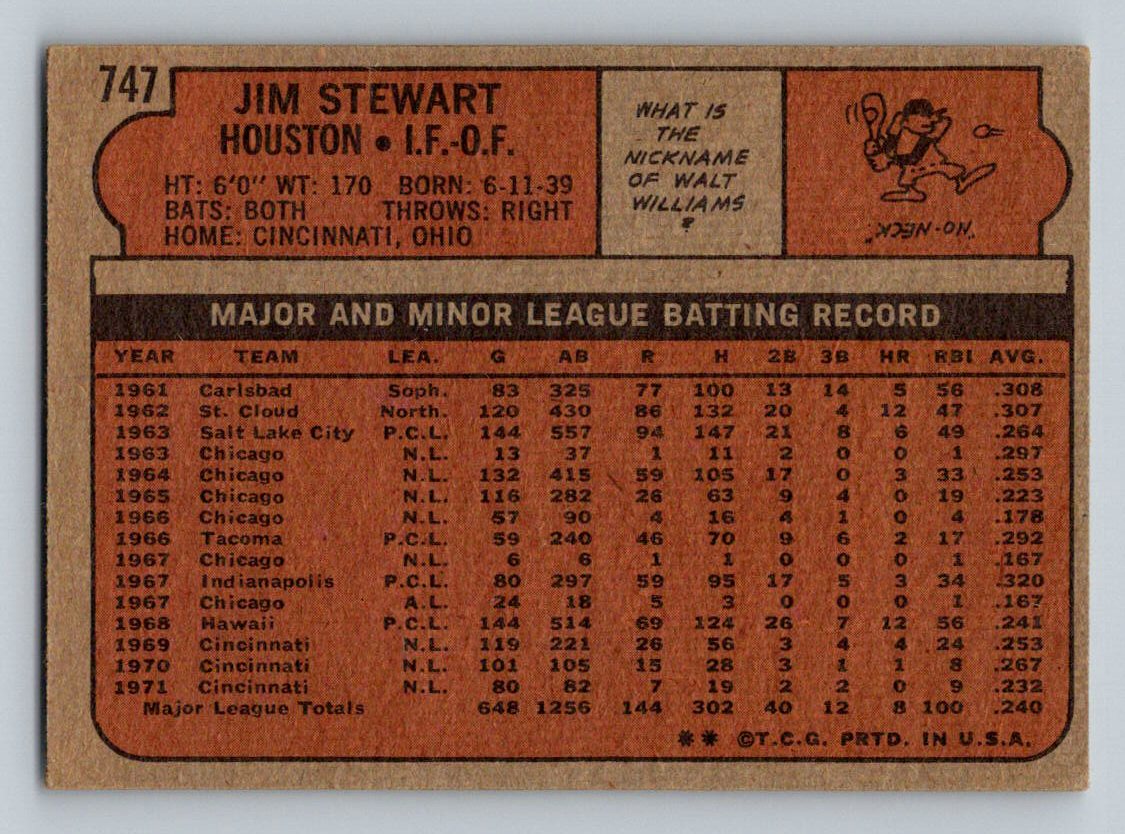 747
JIM STEWART
HOUSTON • I.F.-O.F.
HT: 6'0" WT: 170 BORN: 6-11-39
BATS: BOTH THROWS: RIGHT
HOME: CINCINNATI, OHIO
WHAT IS
THE
NICKNAME
OF WALT
WILLIAMS
?
"NO-NECK"
MAJOR AND MINOR LEAGUE BATTING RECORD
YEAR TEAM LEA. G AB R H 2B 3B HR RBI AVG.
1961 Carlsbad Soph. 83 325 77 100 13 14 5 56 .308
1962 St. Cloud North. 120 430 86 132 20 4 12 47 .307
1963 Salt Lake City P.C.L. 144 557 94 147 21 8 6 49 .264
1963 Chicago N.L. 13 37 1 11 2 0 0 1 .297
1964 Chicago N.L. 132 415 59 105 17 0 3 33 .253
1965 Chicago N.L. 116 282 26 63 9 4 0 19 .223
1966 Chicago N.L. 57 90 4 16 4 1 0 4 .178
1966 Tacoma P.C.L. 59 240 46 70 9 6 2 17 .292
1967 Chicago N.L. 6 6 1 1 0 0 0 1 .167
1967 Indianapolis P.C.L. 80 297 59 95 17 5 3 34 .320
1967 Chicago A.L. 24 18 5 3 0 0 0 1 .167
1968 Hawaii P.C.L. 144 514 69 124 26 7 12 56 .241
1969 Cincinnati N.L. 119 221 26 56 3 4 4 24 .253
1970 Cincinnati N.L. 101 105 15 28 3 1 1 8 .267
1971 Cincinnati N.L. 80 82 7 19 2 2 0 9 .232
Major League Totals 648 1256 144 302 40 12 8 100 .240
** ©T.C.G. PRTD. IN U.S.A.